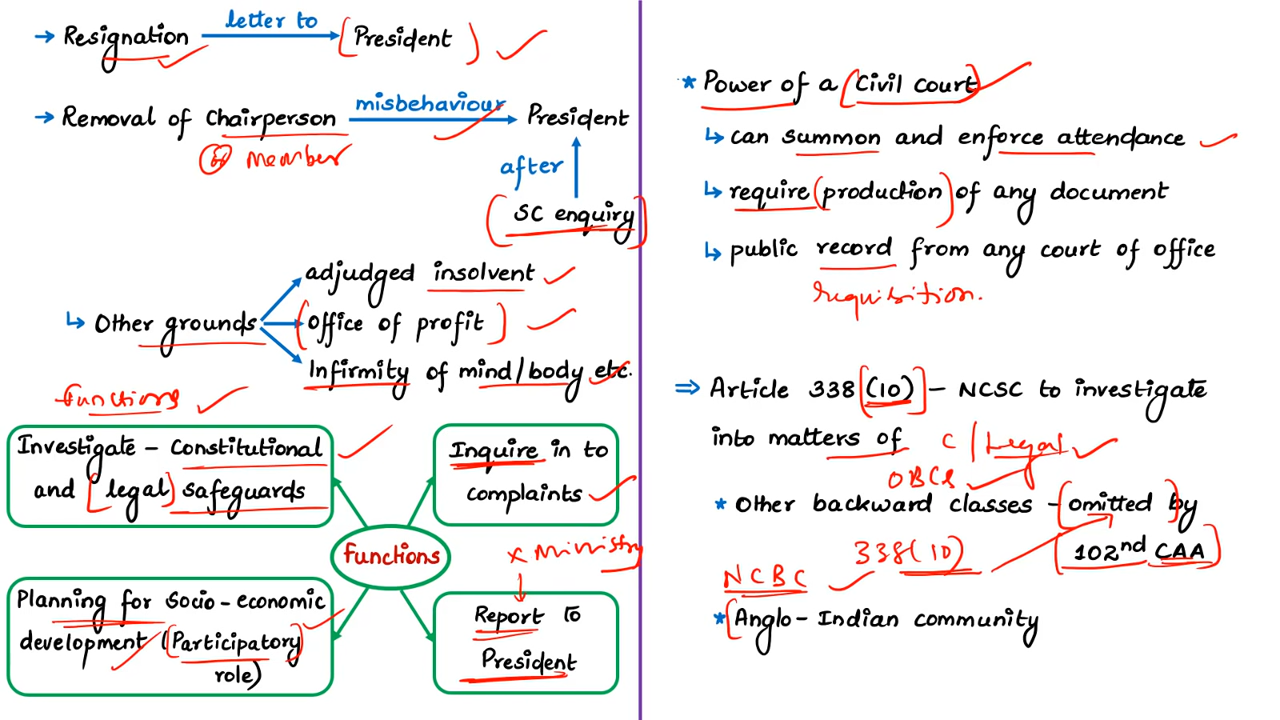 → Resignation letter to → (President)
→ Removal of Chairperson misbehaviour → President
or member
after
(SC enquiry)
adjudged insolvent
↳ Other grounds (office of profit)
Infirmity of mind/body etc.
functions
Investigate - Constitutional
and (legal) safeguards
Inquire in to
complaints
functions
Planning for Socio-economic
development (Participatory
role)
x Ministry
Report to
President
* Power of a (Civil court)
↳ can summon and enforce attendance
↳ require (production) of any document
↳ public record from any court of office
requisition.
⇒ Article 338 (10) - NCSC to investigate
into matters of C/Legal
OBCs
* Other backward classes - (omitted) by
338(10) (102nd CAA)
NCBC
* Anglo-Indian community